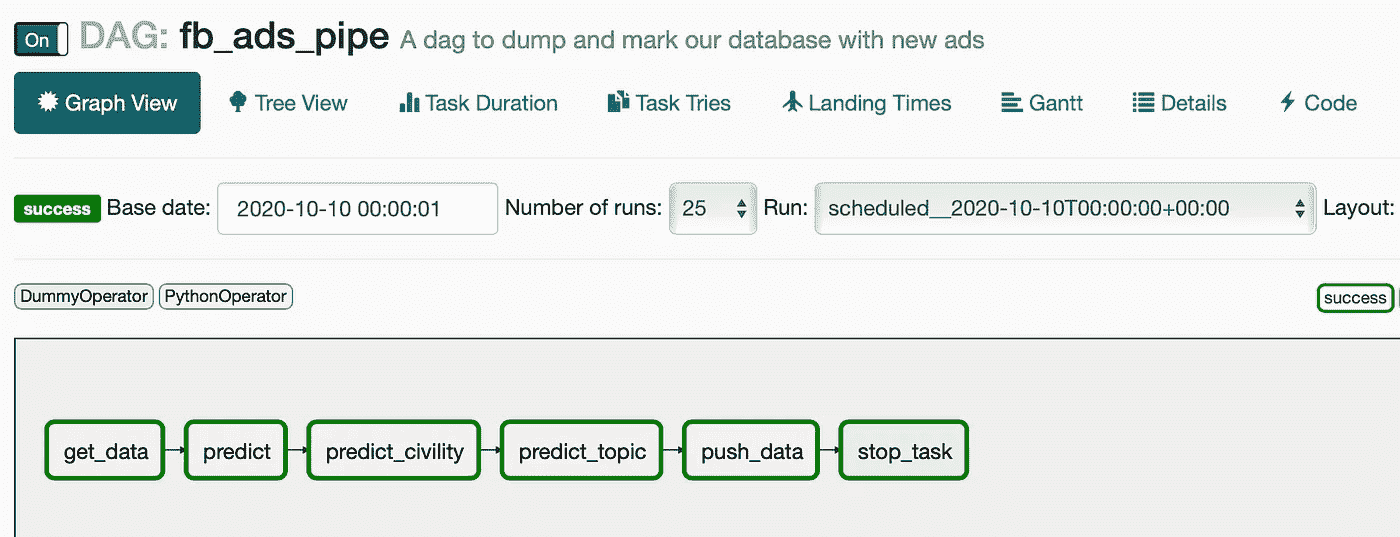 On DAG: fb_ads_pipe A dag to dump and mark our database with new ads
Graph View Tree View Task Duration Task Tries Landing Times Gantt Details Code
success Base date: 2020-10-10 00:00:01 Number of runs: 25 Run: scheduled__2020-10-10T00:00:00+00:00 Layout:
DummyOperator PythonOperator success
get_data predict predict_civility predict_topic push_data stop_task